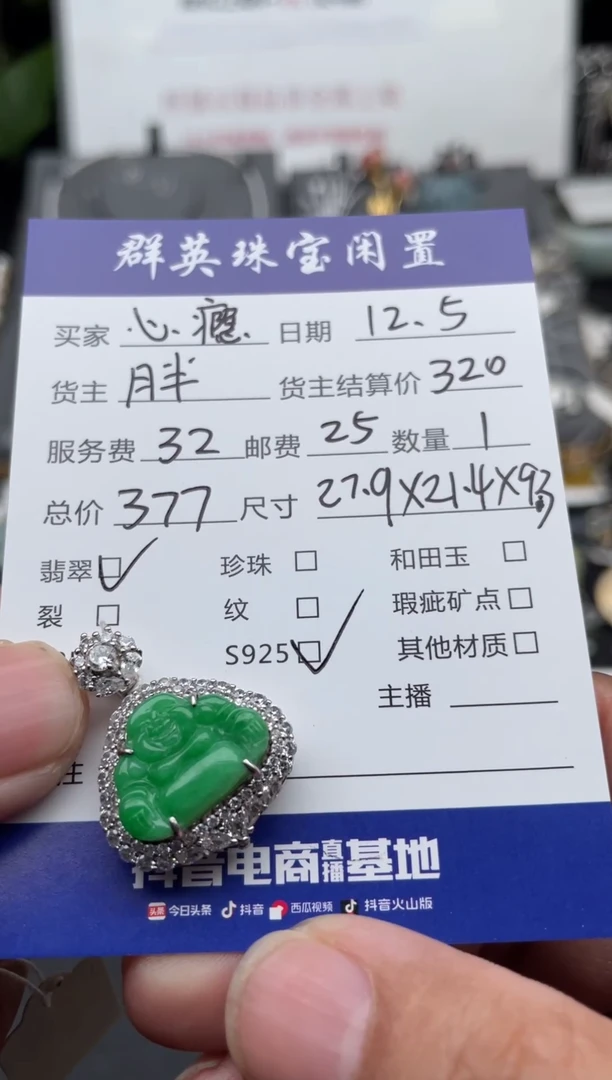 群英珠宝闲置
买家 心瘾 日期 12.5
货主 胖 货主结算价 320
服务费 32 邮费 25 数量 1
总价 377 尺寸 27.9X21.4X9.3
翡翠 ☑ 珍珠 □ 和田玉 □
裂 □ 纹 □ 瑕疵矿点 □
S925 ☑ 其他材质 □
主播
注
抖音电商直播基地
头条 今日头条 抖音 西瓜视频 抖音火山版